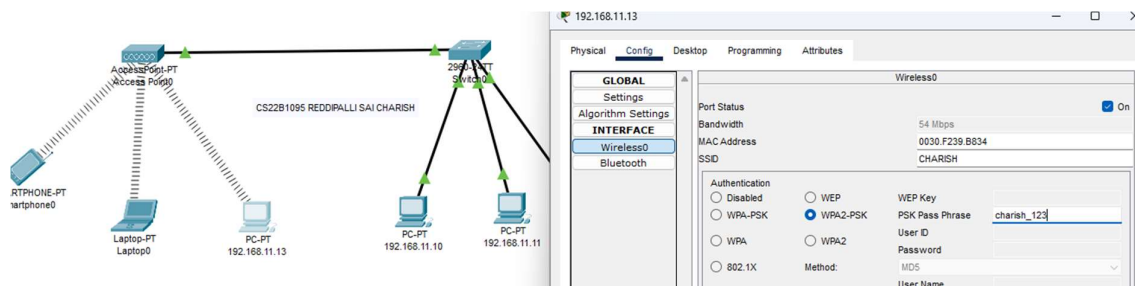 AccessPoint-PT
Access Point0
2960-24TT
Switch0
CS22B1095 REDDIPALLI SAI CHARISH
RTPHONE-PT
martphone0
Laptop-PT
Laptop0
PC-PT
192.168.11.13
PC-PT
192.168.11.10
PC-PT
192.168.11.11
192.168.11.13
Physical Config Desktop Programming Attributes
GLOBAL
Settings
Algorithm Settings
INTERFACE
Wireless0
Bluetooth
Wireless0
Port Status On
Bandwidth 54 Mbps
MAC Address 0030.F239.B834
SSID CHARISH
Authentication
Disabled WEP WEP Key
WPA-PSK WPA2-PSK PSK Pass Phrase charish_123
User ID
WPA WPA2
Password
802.1X Method: MD5
User Name